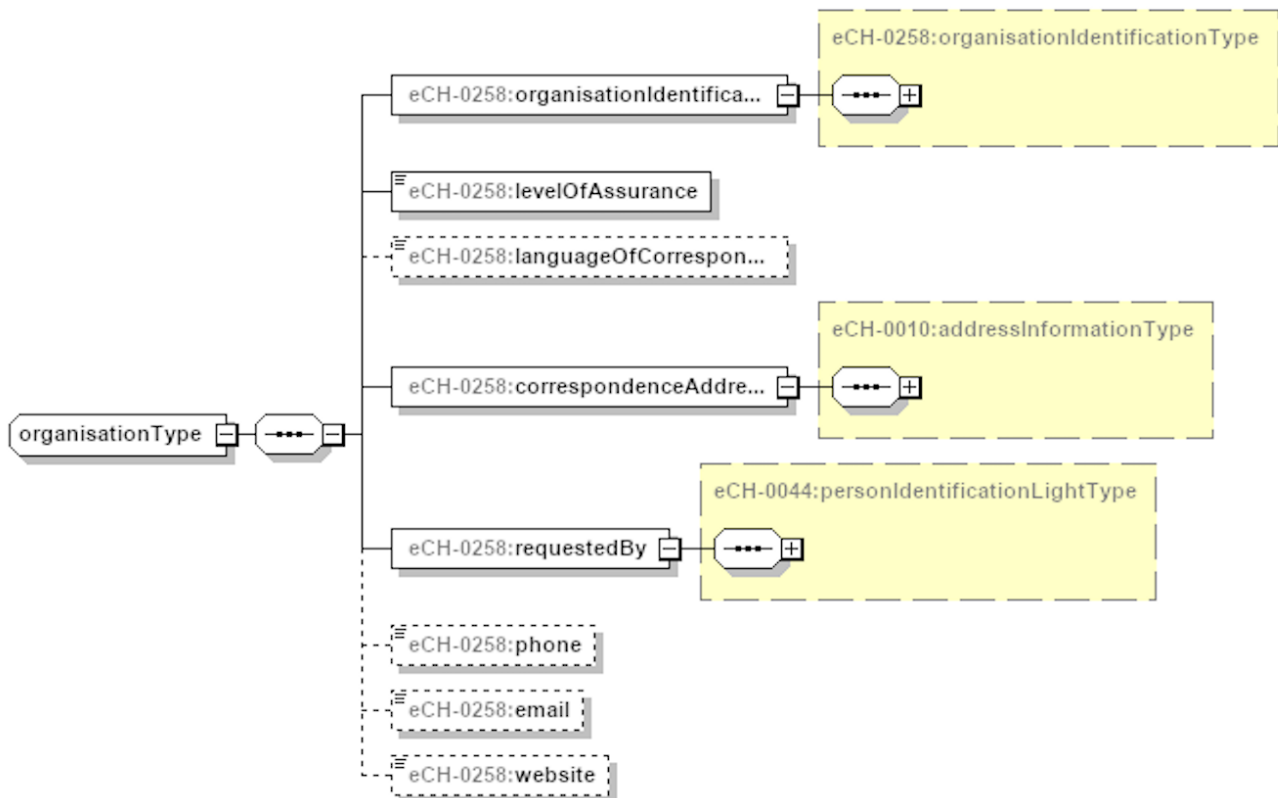 eCH-0258:organisationIdentificationType
eCH-0258:organisationIdentifica...
eCH-0258:levelOfAssurance
eCH-0258:languageOfCorrespon...
eCH-0010:addressInformationType
eCH-0258:correspondenceAddre...
organisationType
eCH-0044:personIdentificationLightType
eCH-0258:requestedBy
eCH-0258:phone
eCH-0258:email
eCH-0258:website